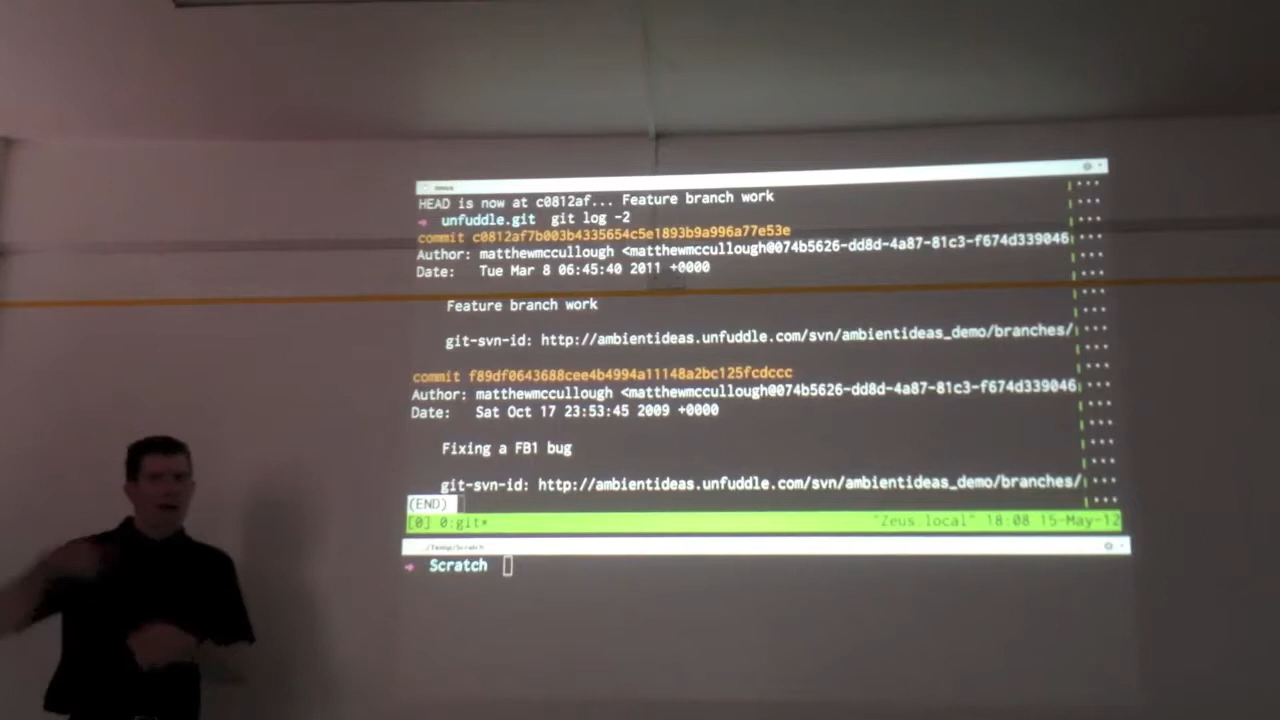 HEAD is now at c0812af... Feature branch work
➜ unfuddle.git git log -2
commit c0812af7b003b4335654c5e1893b9a996a77e53e
Author: matthewmccullough <matthewmccullough@074b5626-dd8d-4a87-81c3-f674d339046
Date: Tue Mar 8 06:45:40 2011 +0000
Feature branch work
git-svn-id: http://ambientideas.unfuddle.com/svn/ambientideas_demo/branches/
commit f89df0643688cee4b4994a11148a2bc125fcdccc
Author: matthewmccullough <matthewmccullough@074b5626-dd8d-4a87-81c3-f674d339046
Date: Sat Oct 17 23:53:45 2009 +0000
Fixing a FB1 bug
git-svn-id: http://ambientideas.unfuddle.com/svn/ambientideas_demo/branches/
(END)
[0] 0:git* "Zeus.local" 18:08 15-May-12
../Temp/Scratch
➜ Scratch